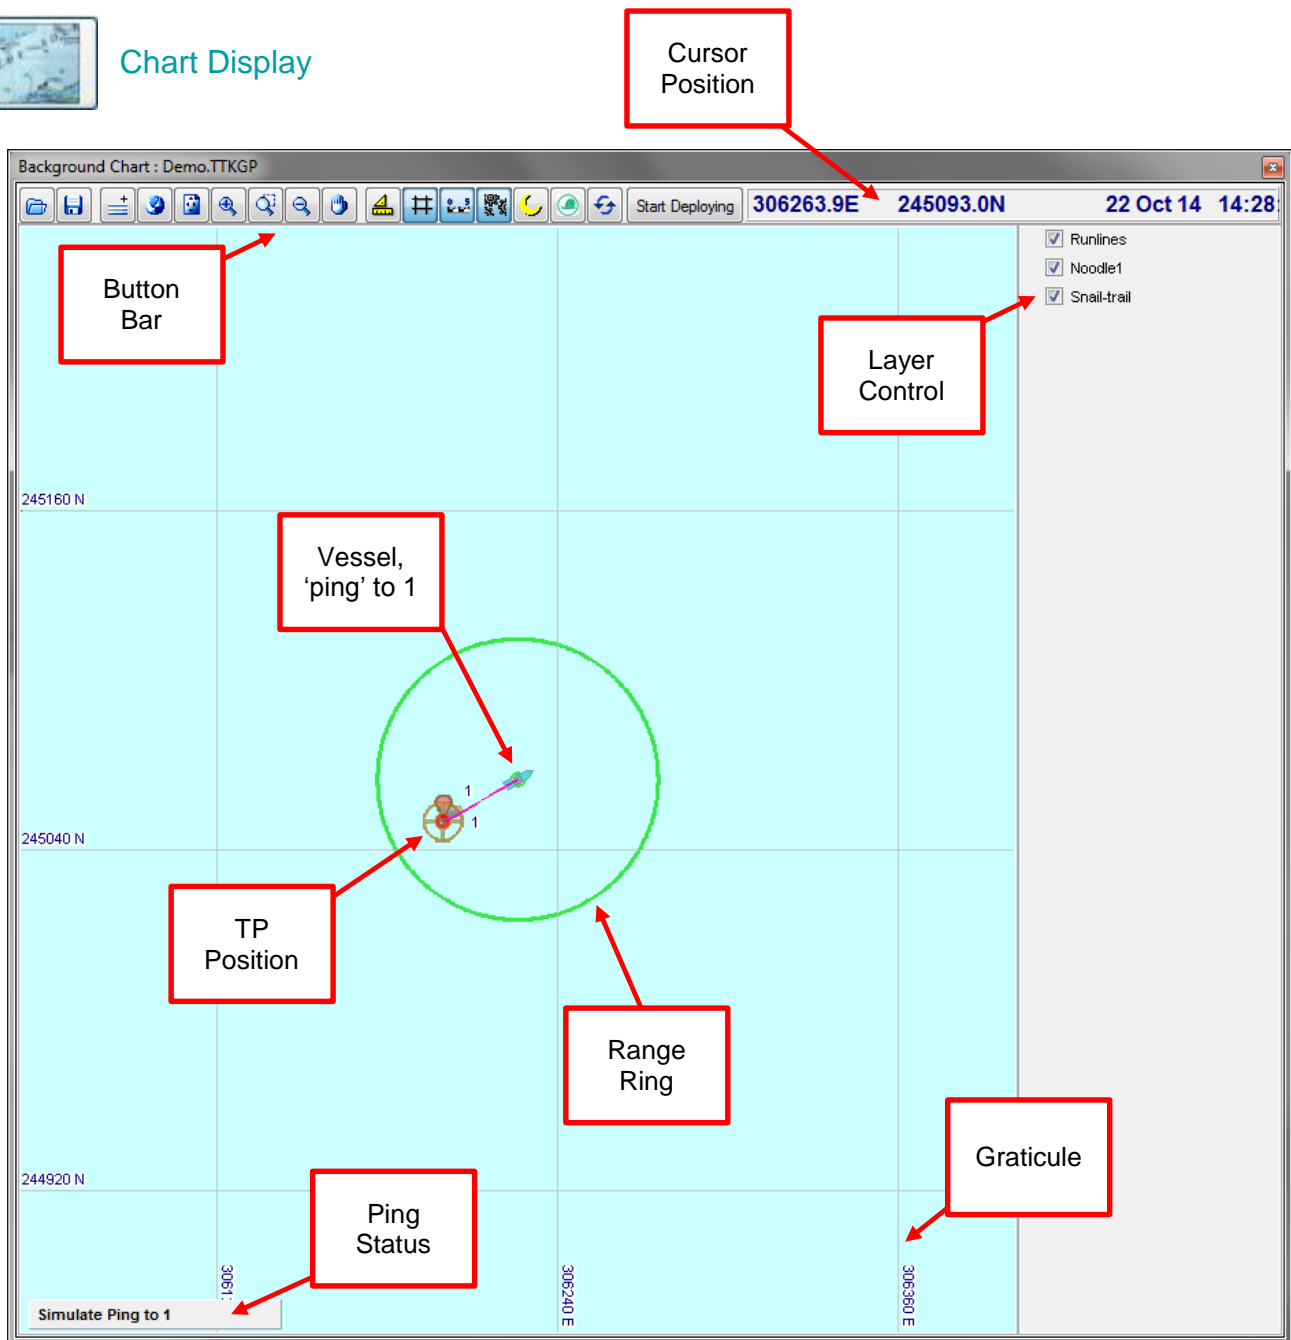 Chart Display
Cursor
Position
Background Chart : Demo.TTKGP
Start Deploying
306263.9E 245093.0N
22 Oct 14 14:28:
Runlines
Noodle1
Snail-trail
Button
Bar
Layer
Control
245160 N
Vessel,
‘ping’ to 1
1
1
245040 N
TP
Position
Range
Ring
Graticule
244920 N
Ping
Status
306240 E
306360 E
Simulate Ping to 1